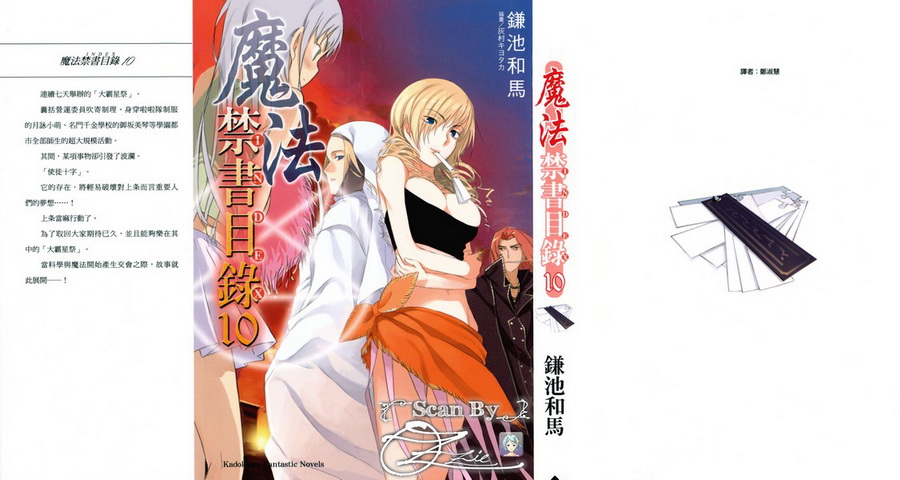 INDEX
魔法禁書目錄 10
連續七天舉辦的「大霸星祭」。
囊括營運委員吹寄制理、身穿啦啦隊制服
的月詠小萌、名門千金學校的御坂美琴等學園都
市全部師生的超大規模活動。
其間，某項事物卻引發了波瀾。
「使徒十字」。
它的存在，將輕易破壞對上条而言重要人
們的夢想……！
上条當麻行動了。
為了取回大家期待已久，並且能夠樂在其
中的「大霸星祭」。
當科學與魔法開始產生交會之際，故事就
此展開——！
魔法
禁書目錄10
INDEX
鎌池和馬
插畫／灰村キヨタカ
Scan By
Kadokawa Fantastic Novels
魔法禁書目錄10
INDEX
鎌池和馬
譯者：鄭淑慧